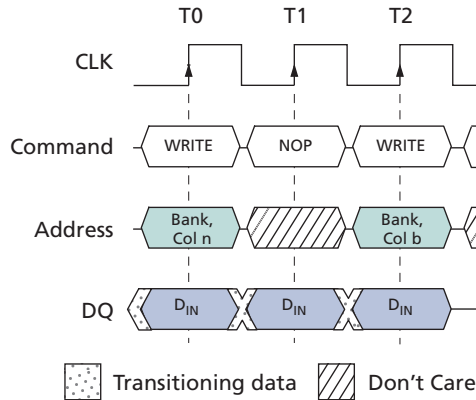 T0 T1 T2
CLK
Command WRITE NOP WRITE
Address Bank, Col n Bank, Col b
DQ DIN DIN DIN
Transitioning data Don't Care